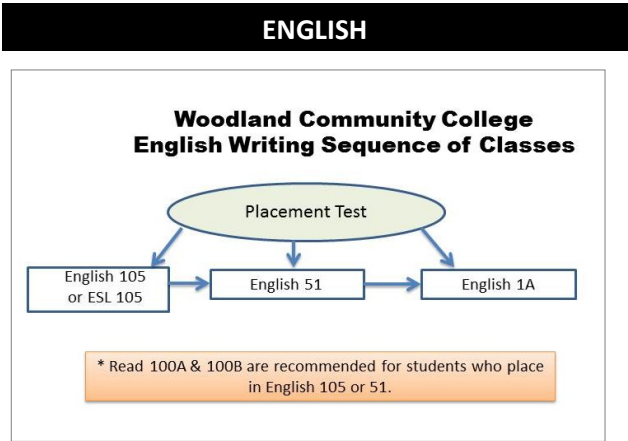 ENGLISH
Woodland Community College
English Writing Sequence of Classes
Placement Test
English 105
or ESL 105
English 51
English 1A
* Read 100A & 100B are recommended for students who place
in English 105 or 51.